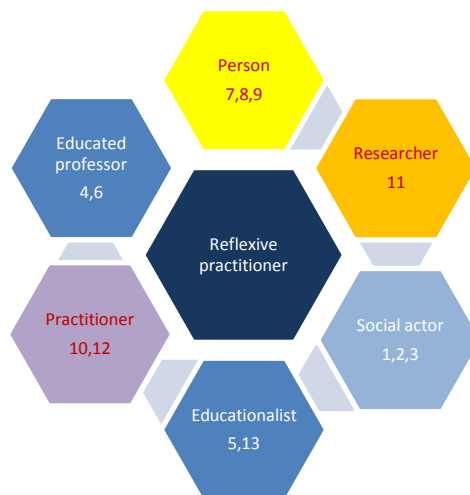 Person
7,8,9
Educated
professor
4,6
Researcher
11
Reflexive
practitioner
Practitioner
10,12
Social actor
1,2,3
Educationalist
5,13